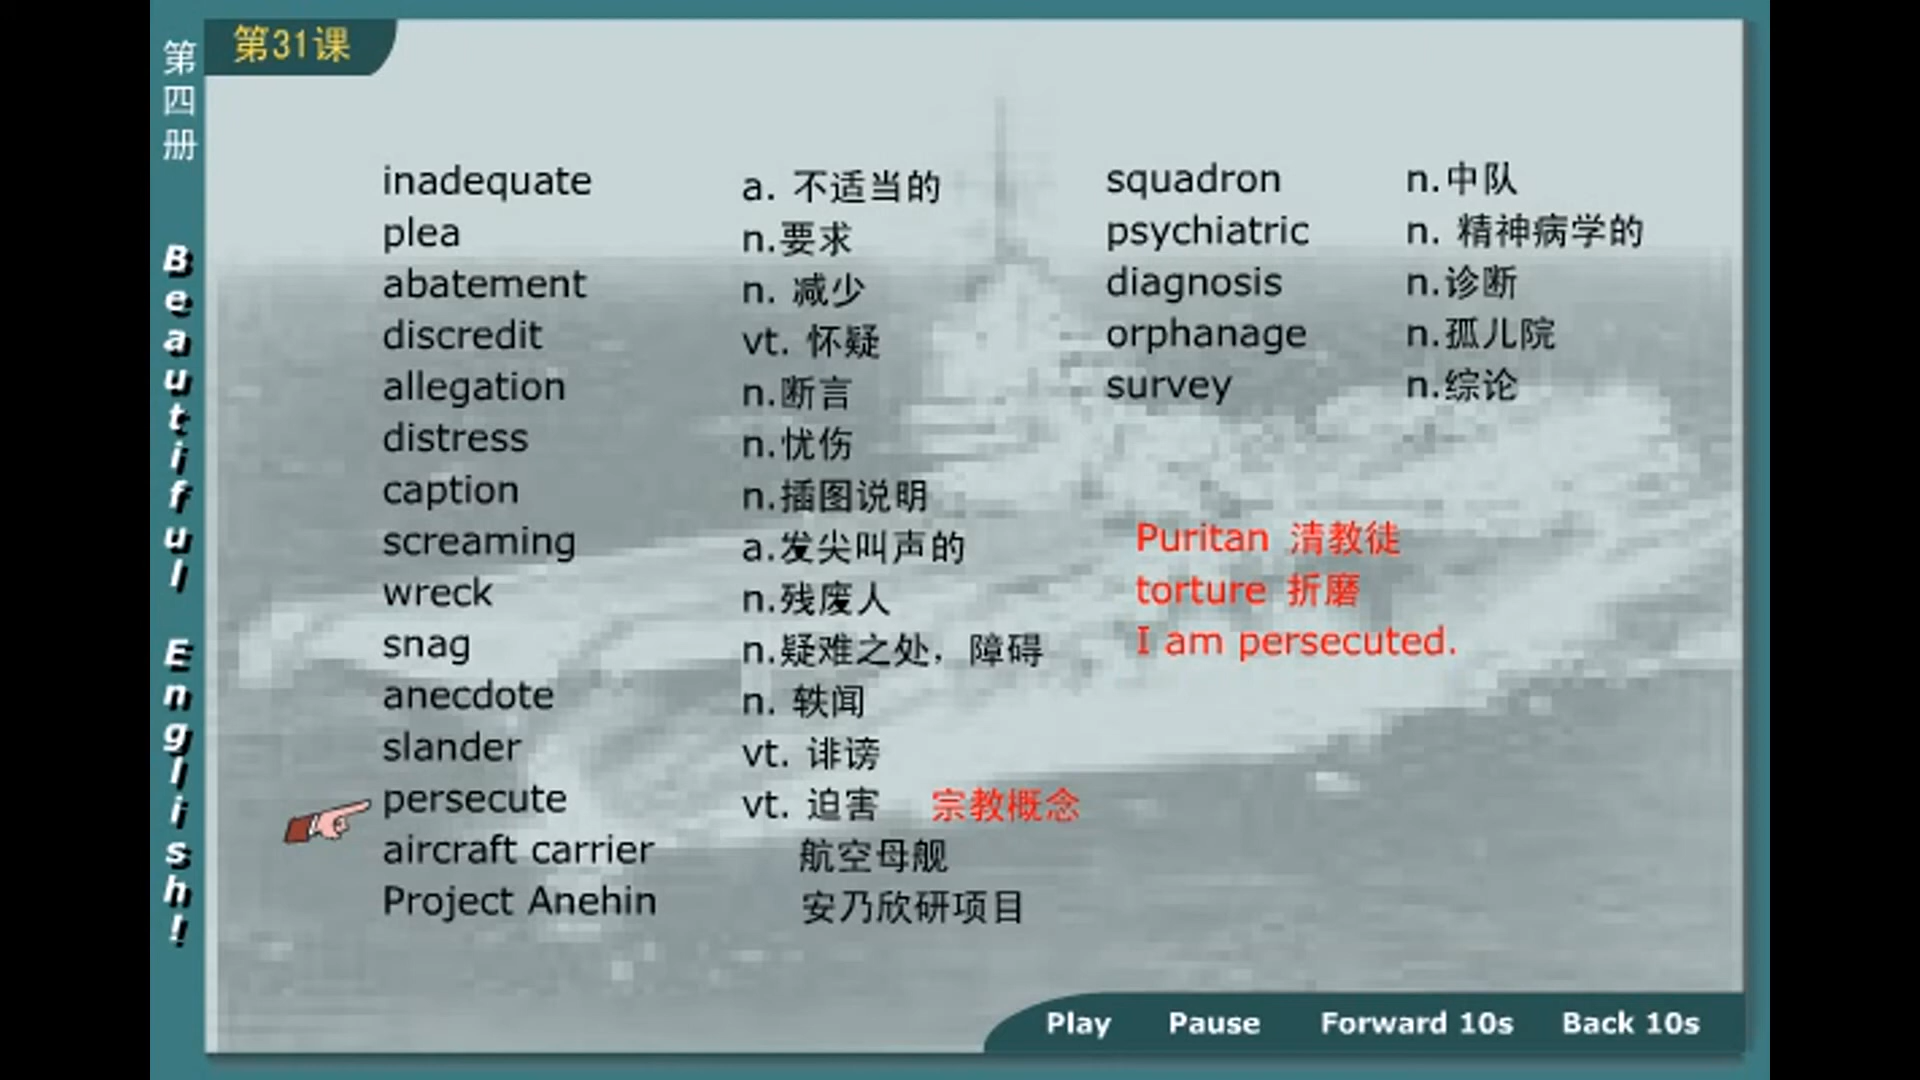 第31课
第四册
Beautiful English!
inadequate a. 不适当的
plea n.要求
abatement n. 减少
discredit vt. 怀疑
allegation n.断言
distress n.忧伤
caption n.插图说明
screaming a.发尖叫声的
wreck n.残废人
snag n.疑难之处，障碍
anecdote n. 轶闻
slander vt. 诽谤
persecute vt. 迫害 宗教概念
aircraft carrier 航空母舰
Project Anehin 安乃欣研项目
squadron n.中队
psychiatric n. 精神病学的
diagnosis n.诊断
orphanage n.孤儿院
survey n.综论
Puritan 清教徒
torture 折磨
I am persecuted.
Play Pause Forward 10s Back 10s